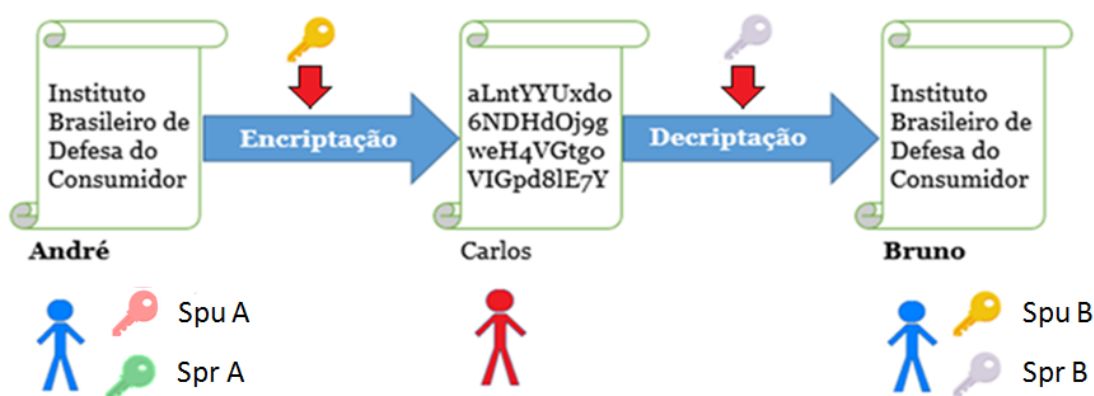 Instituto
Brasileiro de
Defesa do
Consumidor
Encriptação
aLntYYUxdo
6NDHdOj9g
weH4VGtgo
VIGpd8lE7Y
Decriptação
Instituto
Brasileiro de
Defesa do
Consumidor
André
Carlos
Bruno
Spu A
Spr A
Spu B
Spr B